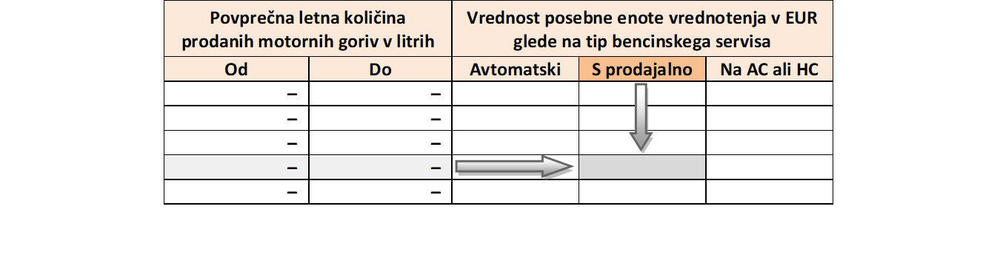 Povprečna letna količina
prodanih motornih goriv v litrih
Vrednost posebne enote vrednotenja v EUR
glede na tip bencinskega servisa
Od Do Avtomatski S prodajalno Na AC ali HC
– –
– –
– –
– –
– –